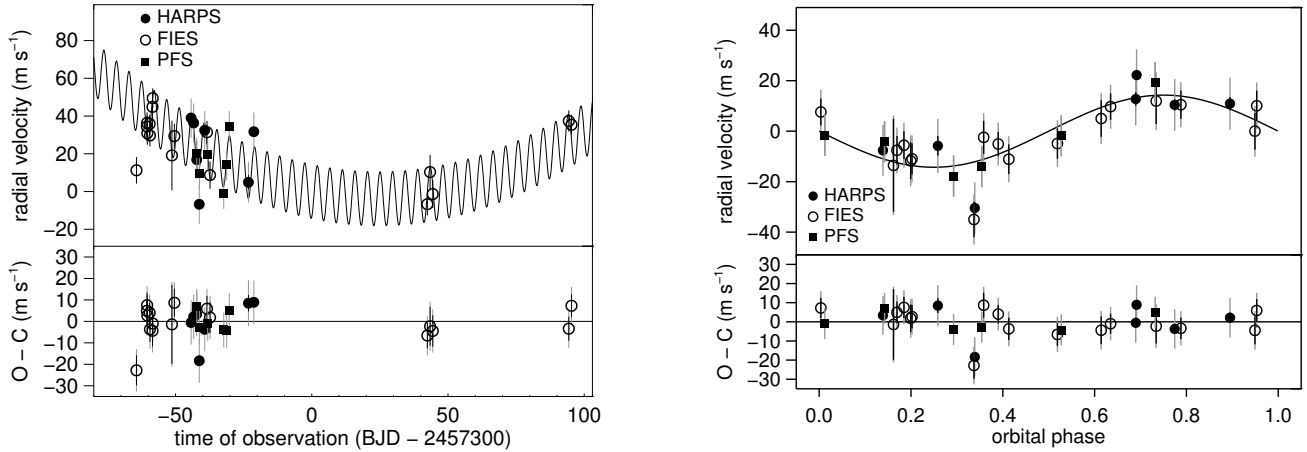 HARPS
FIES
PFS
radial velocity (m s−1)
80
60
40
20
0
−20
O − C (m s−1)
30
20
10
0
−10
−20
−30
−50
0
50
100
time of observation (BJD − 2457300)
radial velocity (m s−1)
40
20
0
−20
−40
HARPS
FIES
PFS
O − C (m s−1)
30
20
10
0
−10
−20
−30
0.0
0.2
0.4
0.6
0.8
1.0
orbital phase